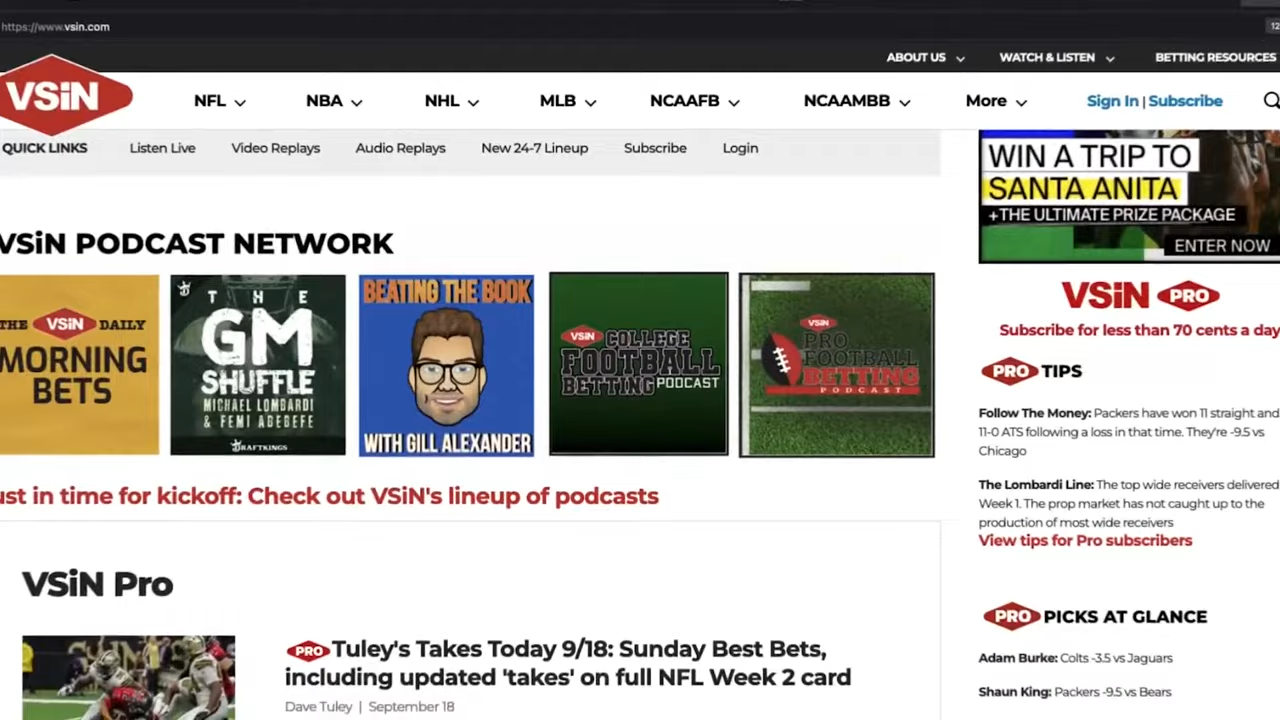 https://www.vsin.com
ABOUT US
WATCH & LISTEN
BETTING RESOURCES
VSiN
NFL
NBA
NHL
MLB
NCAAFB
NCAAMBB
More
Sign In | Subscribe
QUICK LINKS
Listen Live
Video Replays
Audio Replays
New 24-7 Lineup
Subscribe
Login
VSiN PODCAST NETWORK
THE VSiN DAILY
MORNING
BETS
THE
GM
SHUFFLE
MICHAEL LOMBARDI
& FEMI ABEBEFE
DRAFTKINGS
BEATING THE BOOK
WITH GILL ALEXANDER
VSiN COLLEGE
FOOTBALL
BETTING PODCAST
VSiN
PRO
FOOTBALL
BETTING
PODCAST
ust in time for kickoff: Check out VSiN's lineup of podcasts
VSiN Pro
PRO Tuley's Takes Today 9/18: Sunday Best Bets,
including updated 'takes' on full NFL Week 2 card
Dave Tuley | September 18
WIN A TRIP TO
SANTA ANITA
+THE ULTIMATE PRIZE PACKAGE
ENTER NOW
VSiN PRO
Subscribe for less than 70 cents a day
PRO TIPS
Follow The Money: Packers have won 11 straight and
11-0 ATS following a loss in that time. They're -9.5 vs
Chicago
The Lombardi Line: The top wide receivers delivered
Week 1. The prop market has not caught up to the
production of most wide receivers
View tips for Pro subscribers
PRO PICKS AT GLANCE
Adam Burke: Colts -3.5 vs Jaguars
Shaun King: Packers -9.5 vs Bears